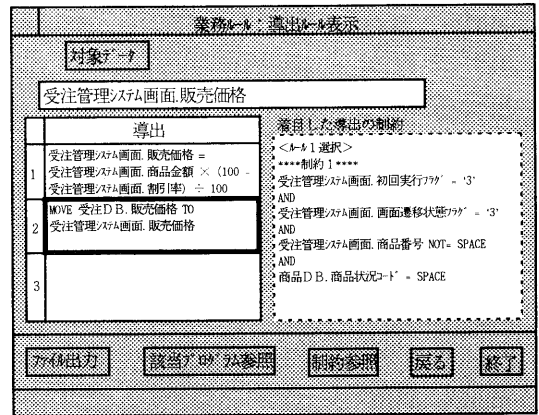 業務ルール：導出ルール表示
対象データ
受注管理システム画面.販売価格
導出
1
受注管理システム画面.販売価格 =
受注管理システム画面.商品金額 × (100 -
受注管理システム画面.割引率) ÷ 100
2
MOVE 受注ＤＢ.販売価格 TO
受注管理システム画面.販売価格
3
着目した導出の制約
<ルール1選択>
****制約1****
受注管理システム画面.初回実行フラグ = '3'
AND
受注管理システム画面.画面遷移状態フラグ = '3'
AND
受注管理システム画面.商品番号 NOT= SPACE
AND
商品ＤＢ.商品状況コード = SPACE
ファイル出力
該当プログラム参照
制約参照
戻る
終了